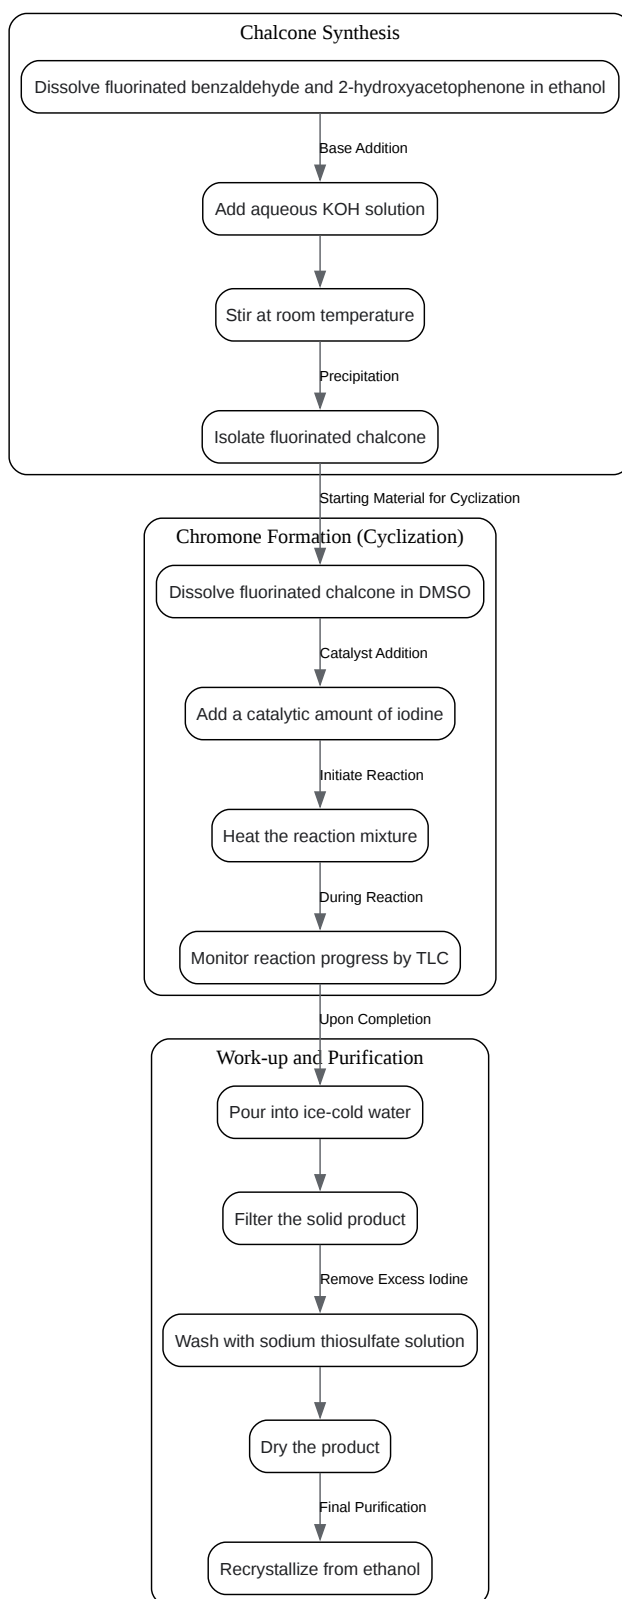 Chalcone Synthesis
Dissolve fluorinated benzaldehyde and 2-hydroxyacetophenone in ethanol
Base Addition
Add aqueous KOH solution
Stir at room temperature
Precipitation
Isolate fluorinated chalcone
Starting Material for Cyclization
Chromone Formation (Cyclization)
Dissolve fluorinated chalcone in DMSO
Catalyst Addition
Add a catalytic amount of iodine
Initiate Reaction
Heat the reaction mixture
During Reaction
Monitor reaction progress by TLC
Upon Completion
Work-up and Purification
Pour into ice-cold water
Filter the solid product
Remove Excess Iodine
Wash with sodium thiosulfate solution
Dry the product
Final Purification
Recrystallize from ethanol